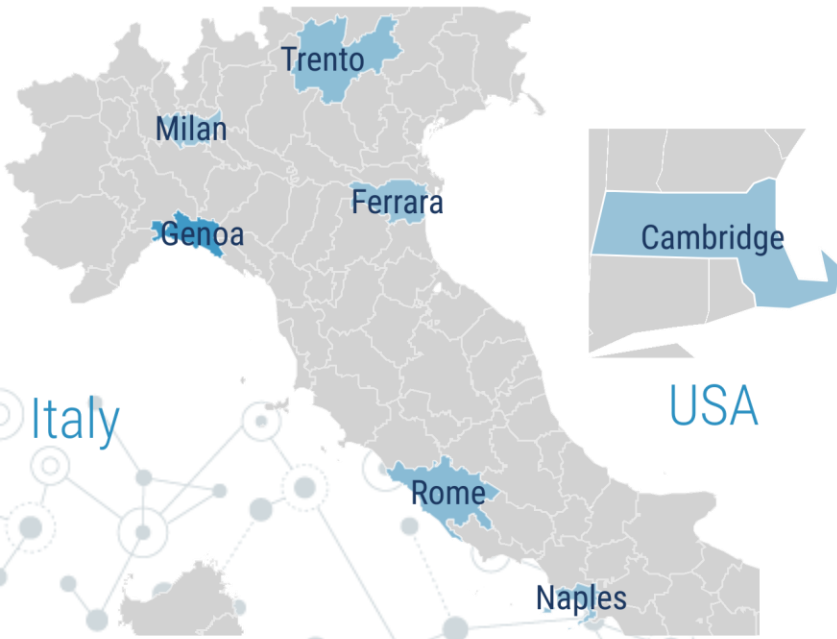 Trento
Milan
Ferrara
Genoa
Cambridge
Italy
USA
Rome
Naples